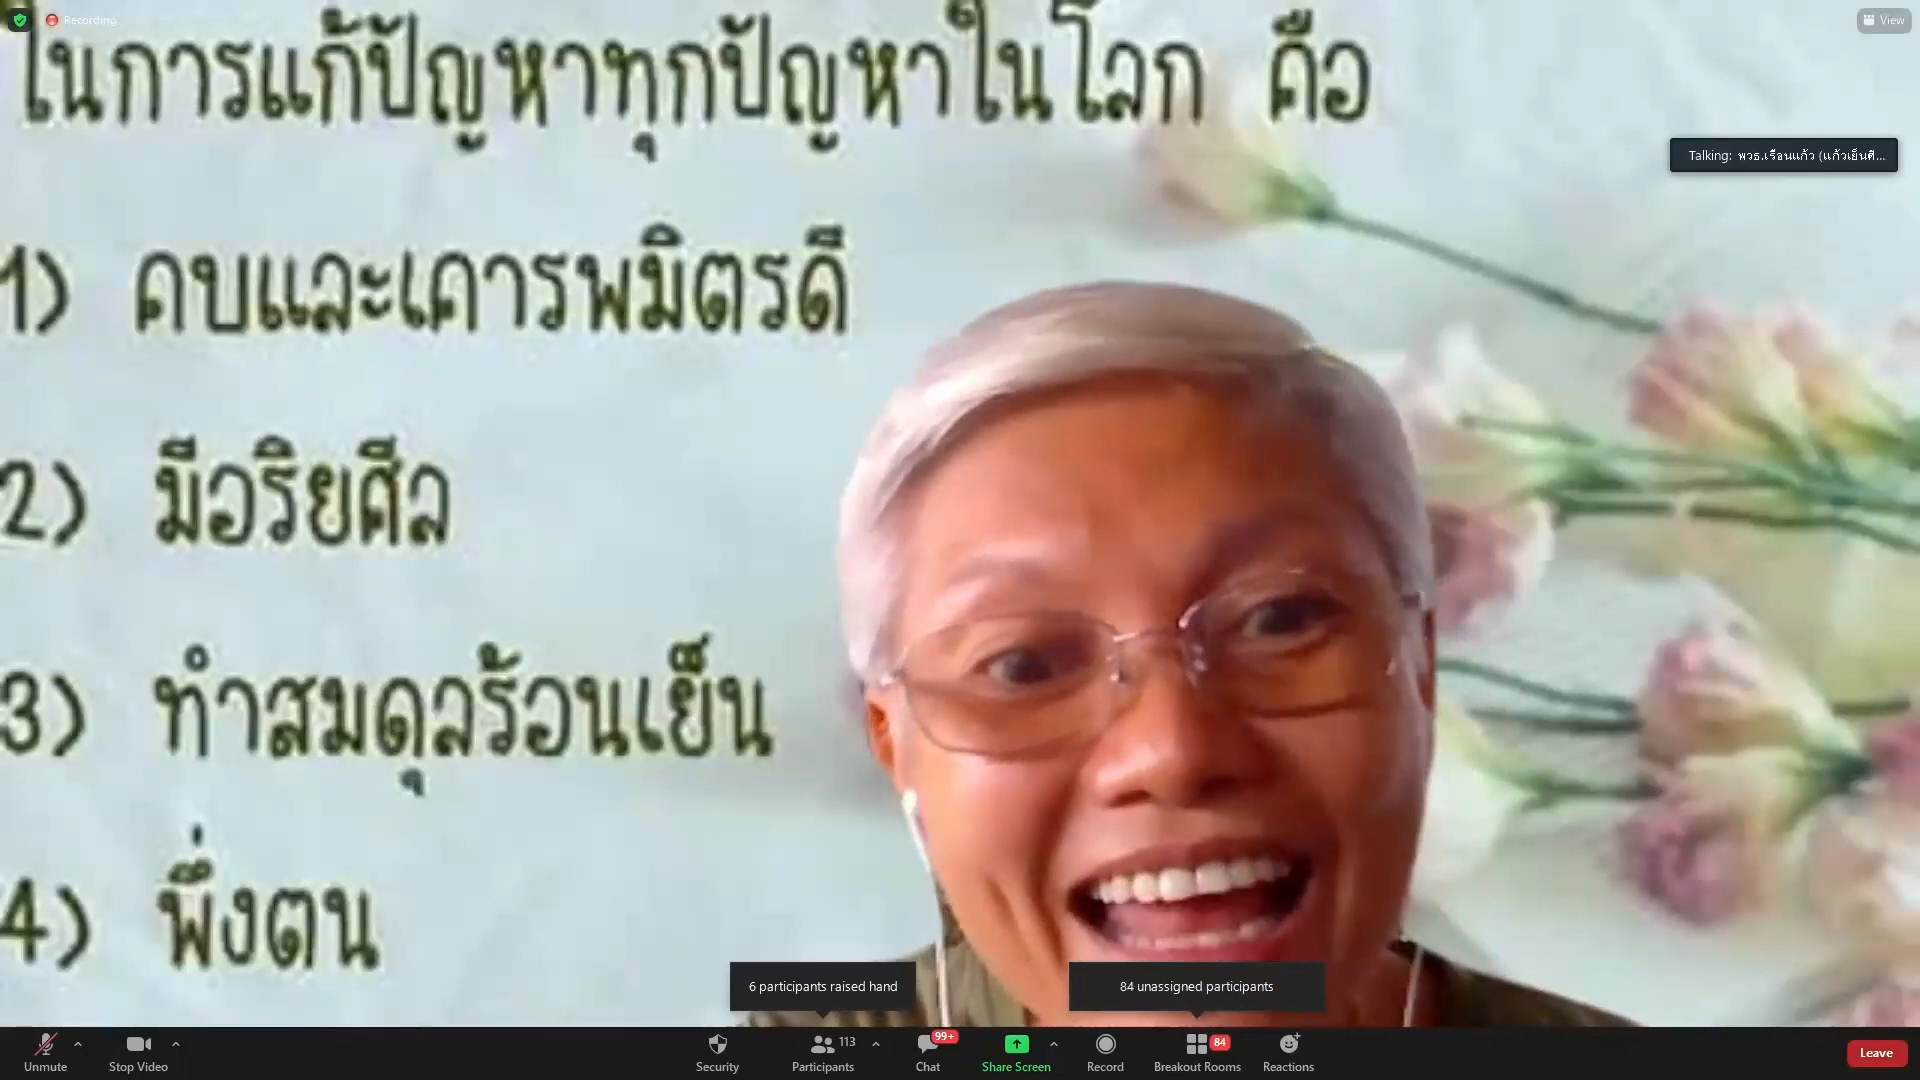 Recording
View
ในการแก้ปัญหาทุกปัญหาในโลก คือ
Talking: พวธ.เรือนแก้ว (แก้วเย็นศี...
1) คบและเคารพมิตรดี
2) มีอริยศีล
3) ทำสมดุลร้อนเย็น
4) พึ่งตน
6 participants raised hand
84 unassigned participants
113
99+
84
Unmute
Stop Video
Security
Participants
Chat
Share Screen
Record
Breakout Rooms
Reactions
Leave